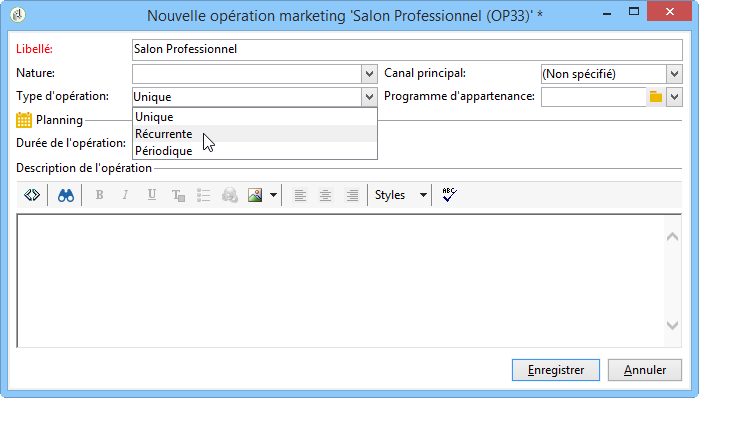 Nouvelle opération marketing 'Salon Professionnel (OP33)' *
Libellé: Salon Professionnel
Nature: Canal principal: (Non spécifié)
Type d'opération: Unique Programme d'appartenance:
Unique
Planning
Récurrente
Durée de l'opération:
Périodique
Description de l'opération
B I U T Styles ABC
Enregistrer Annuler